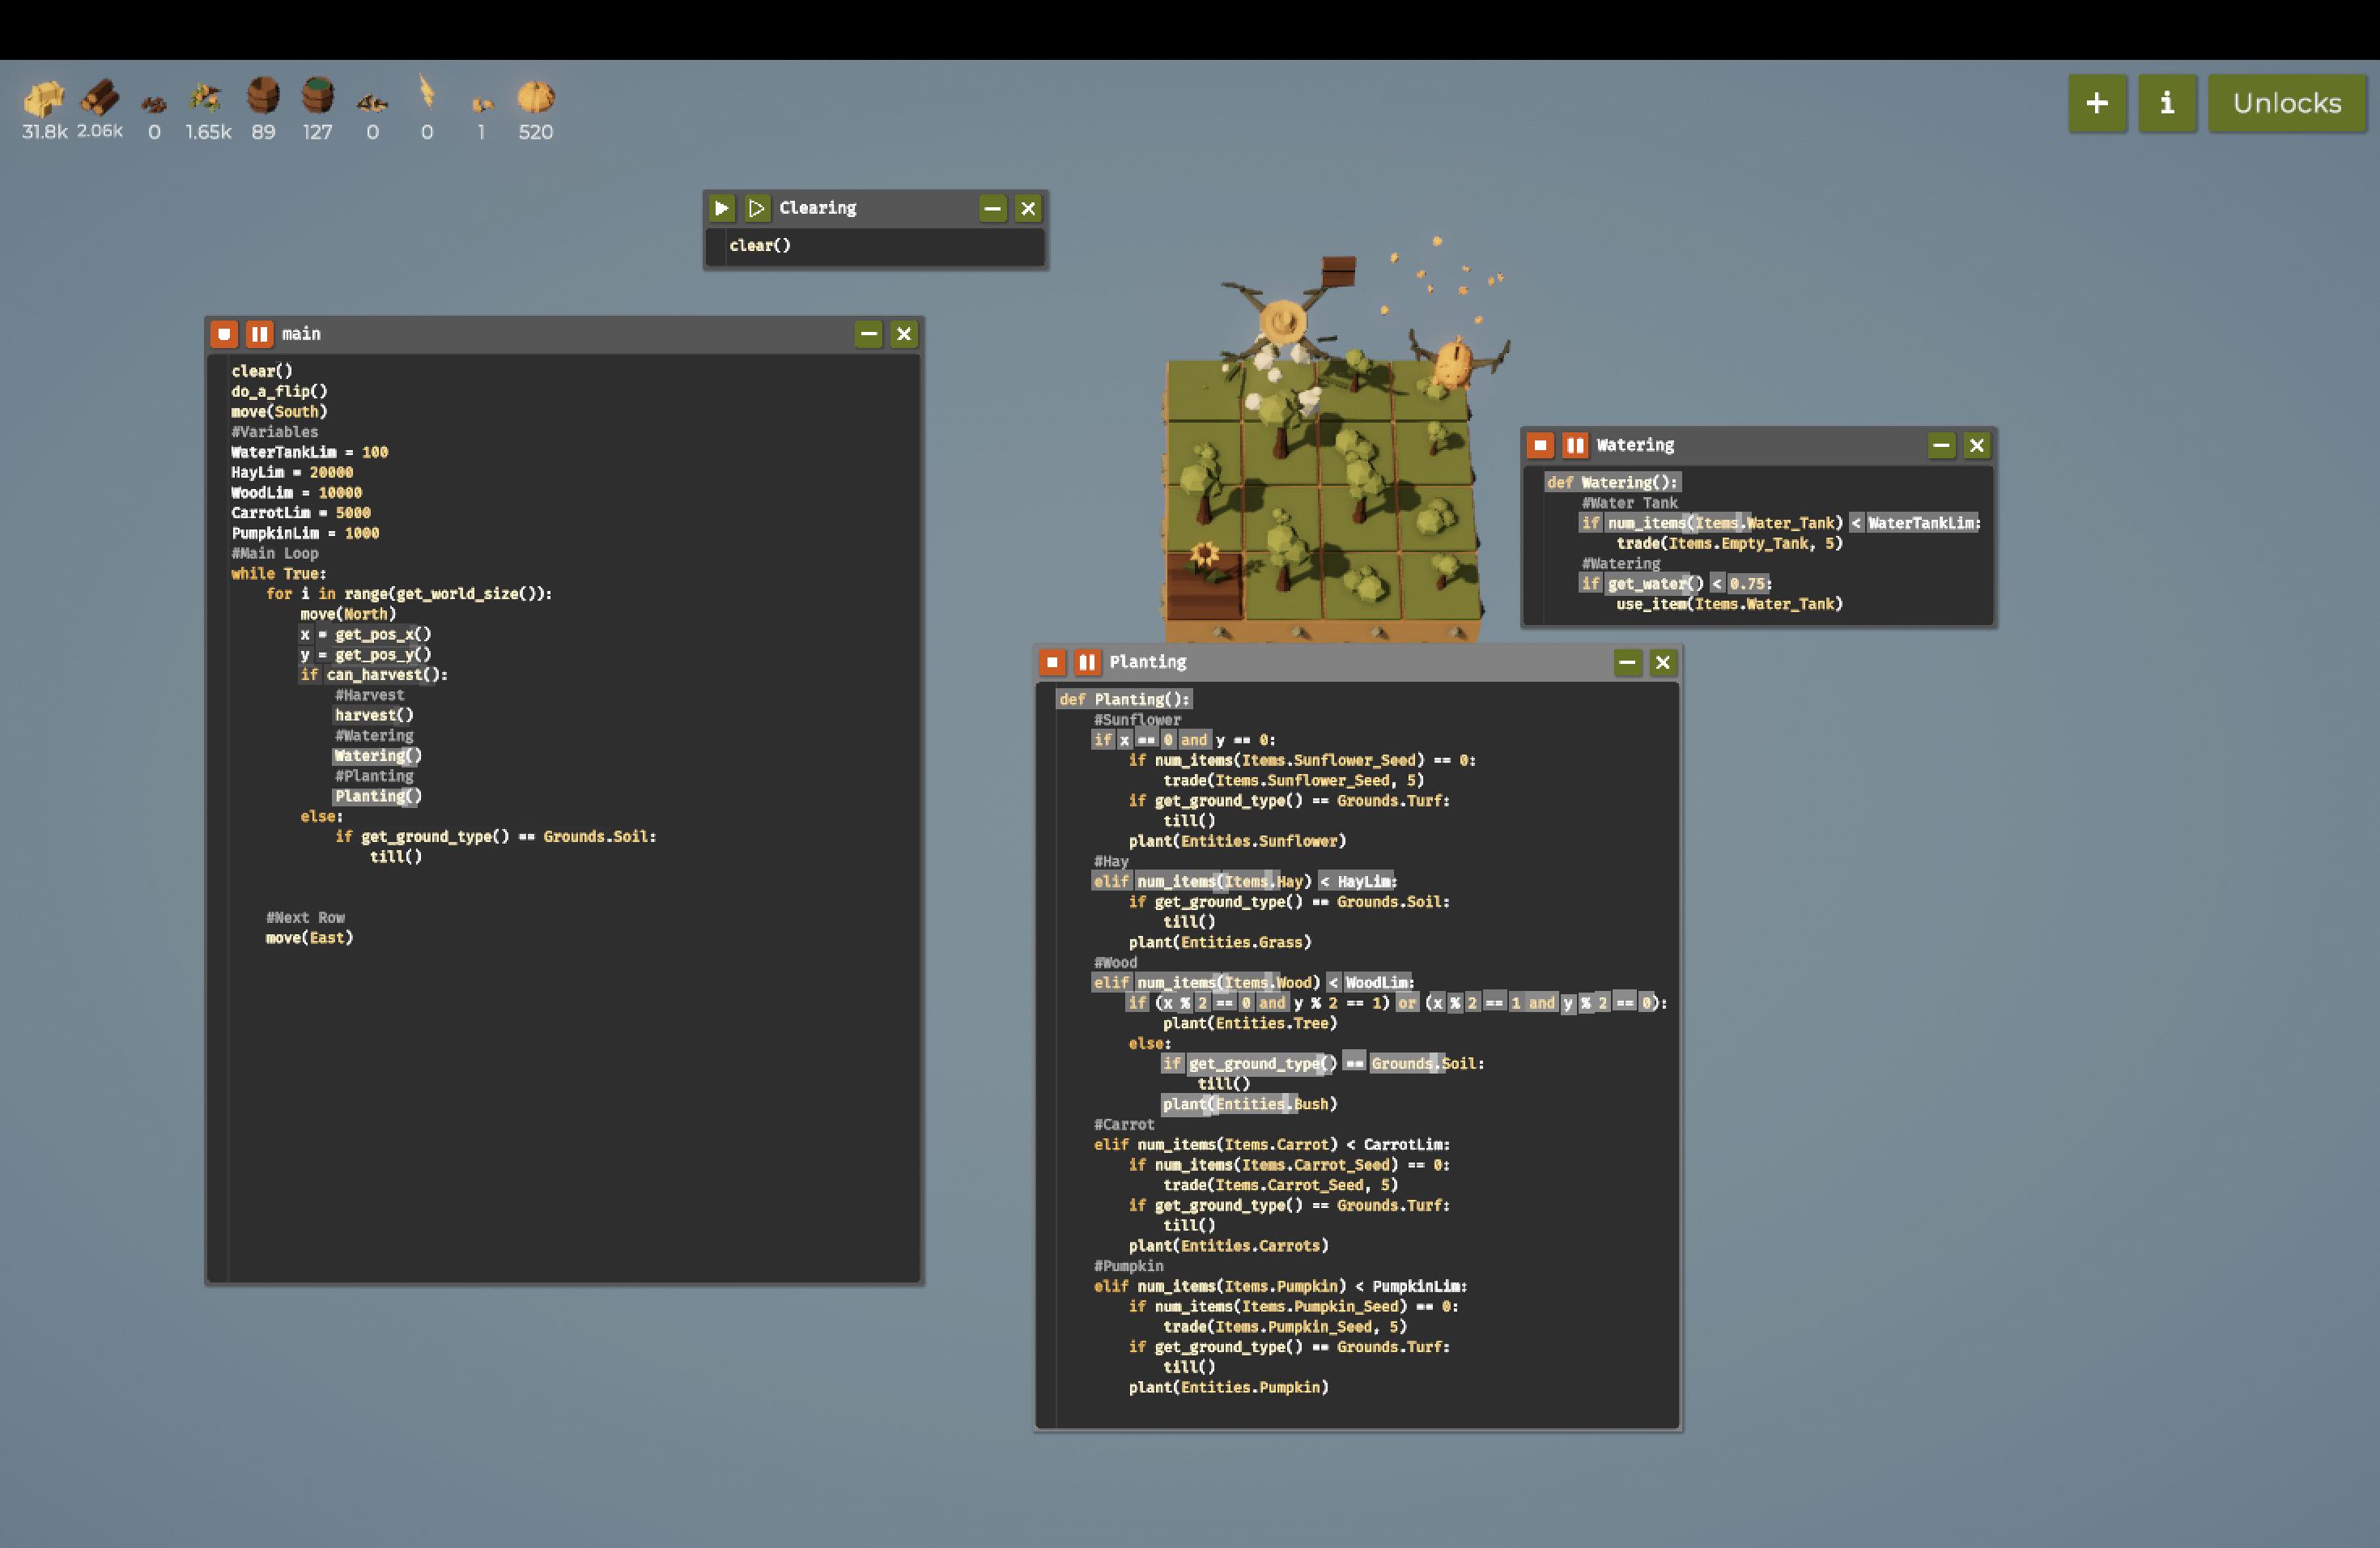 31.8k 2.06k 0 1.65k 89 127 0 0 1 520
+ i Unlocks
Clearing
clear()
main
clear()
do_a_flip()
move(South)
#Variables
WaterTankLim = 100
HayLim = 20000
WoodLim = 10000
CarrotLim = 5000
PumpkinLim = 1000
#Main Loop
while True:
    for i in range(get_world_size()):
        move(North)
        x = get_pos_x()
        y = get_pos_y()
        if can_harvest():
            #Harvest
            harvest()
            #Watering
            Watering()
            #Planting
            Planting()
        else:
            if get_ground_type() == Grounds.Soil:
                till()
    #Next Row
    move(East)
Watering
def Watering():
    #Water Tank
    if num_items(Items.Water_Tank) < WaterTankLim:
        trade(Items.Empty_Tank, 5)
    #Watering
    if get_water() < 0.75:
        use_item(Items.Water_Tank)
Planting
def Planting():
    #Sunflower
    if x == 0 and y == 0:
        if num_items(Items.Sunflower_Seed) == 0:
            trade(Items.Sunflower_Seed, 5)
        if get_ground_type() == Grounds.Turf:
            till()
        plant(Entities.Sunflower)
    #Hay
    elif num_items(Items.Hay) < HayLim:
        if get_ground_type() == Grounds.Soil:
            till()
        plant(Entities.Grass)
    #Wood
    elif num_items(Items.Wood) < WoodLim:
        if (x % 2 == 0 and y % 2 == 1) or (x % 2 == 1 and y % 2 == 0):
            plant(Entities.Tree)
        else:
            if get_ground_type() == Grounds.Soil:
                till()
            plant(Entities.Bush)
    #Carrot
    elif num_items(Items.Carrot) < CarrotLim:
        if num_items(Items.Carrot_Seed) == 0:
            trade(Items.Carrot_Seed, 5)
        if get_ground_type() == Grounds.Turf:
            till()
        plant(Entities.Carrots)
    #Pumpkin
    elif num_items(Items.Pumpkin) < PumpkinLim:
        if num_items(Items.Pumpkin_Seed) == 0:
            trade(Items.Pumpkin_Seed, 5)
        if get_ground_type() == Grounds.Turf:
            till()
        plant(Entities.Pumpkin)